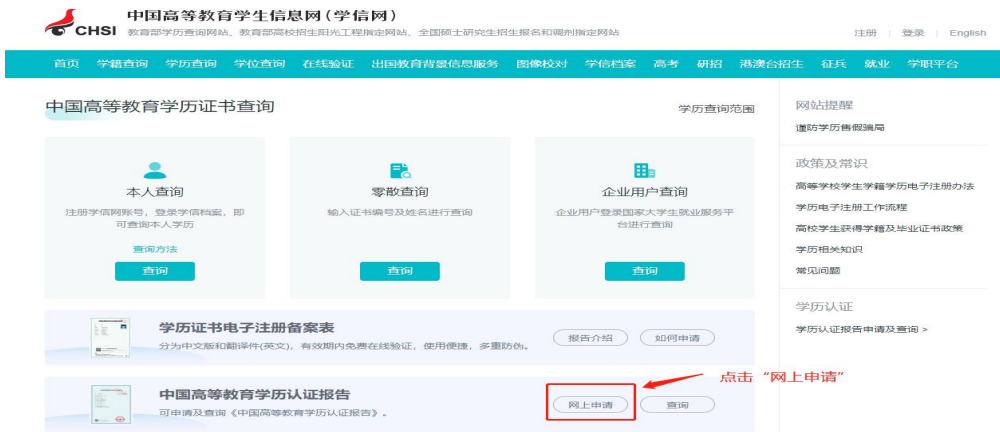 中国高等教育学生信息网(学信网)
CHSI 教育部学历查询网站、教育部高校招生阳光工程指定网站、全国硕士研究生招生报名和调剂指定网站
注册 | 登录 | English
首页 学籍查询 学历查询 学位查询 在线验证 出国教育背景信息服务 图像校对 学信档案 高考 研招 港澳台招生 征兵 就业 学职平台
中国高等教育学历证书查询
学历查询范围
本人查询
注册学信网账号，登录学信档案，即
可查询本人学历
查询方法
查询
零散查询
输入证书编号及姓名进行查询
查询
企业用户查询
企业用户登录国家大学生就业服务平
台进行查询
查询
学历证书电子注册备案表
分为中文版和翻译件(英文)，有效期内免费在线验证，使用便捷，多重防伪。
报告介绍 如何申请
点击“网上申请”
中国高等教育学历认证报告
可申请及查询《中国高等教育学历认证报告》。
网上申请 查询
网站提醒
谨防学历售假骗局
政策及常识
高等学校学生学籍学历电子注册办法
学历电子注册工作流程
高校学生获得学籍及毕业证书政策
学历相关知识
常见问题
学历认证
学历认证报告申请及查询 >